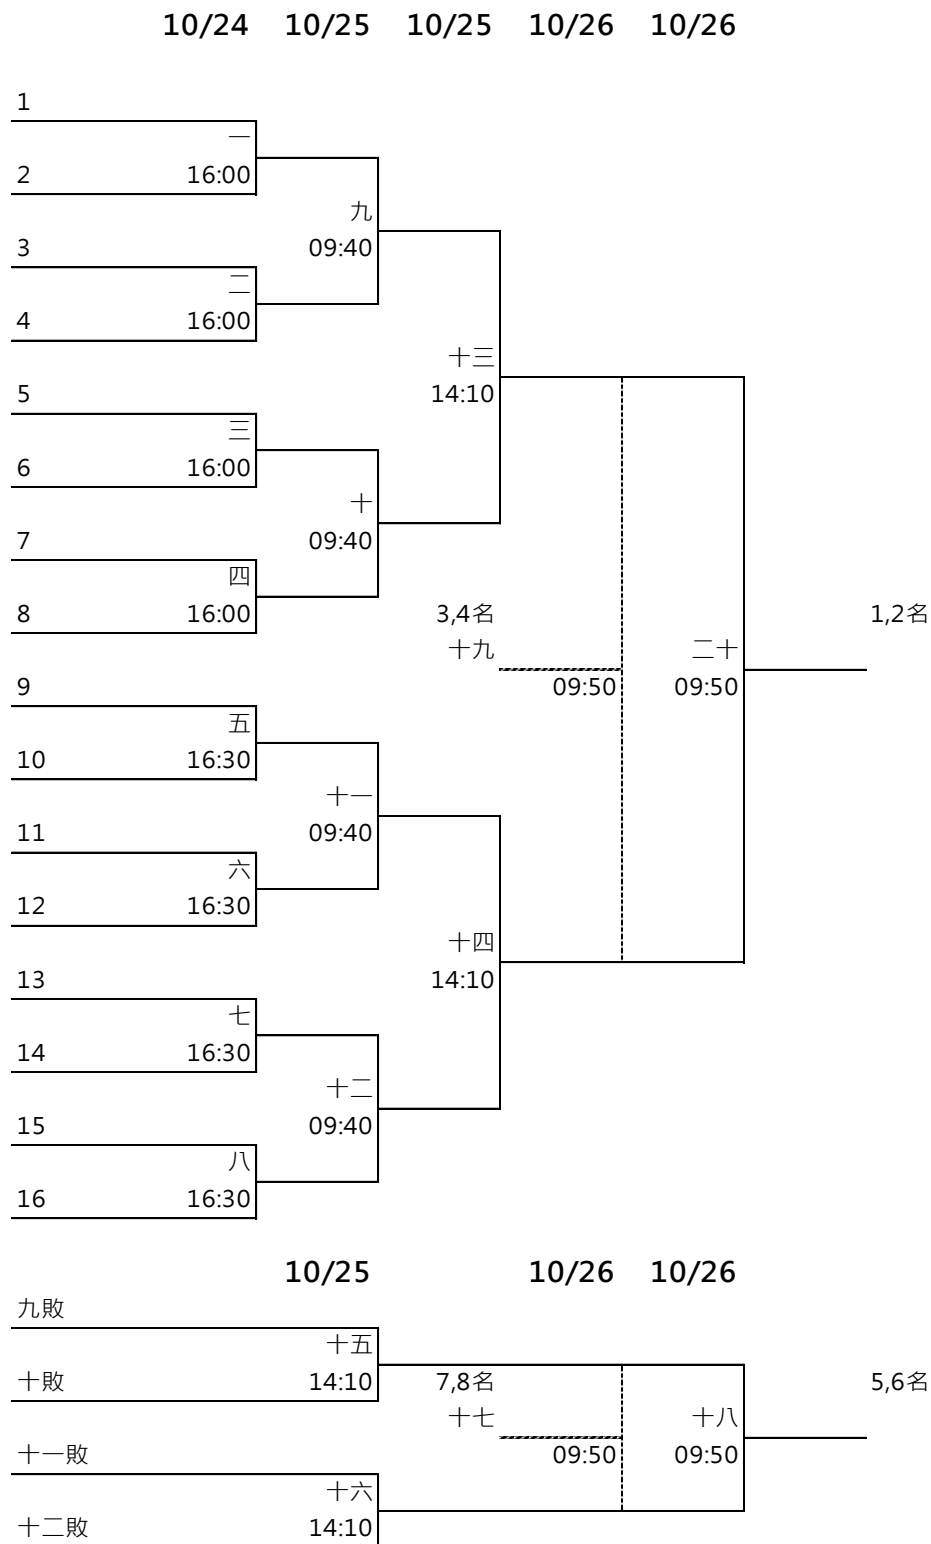 10/24 10/25 10/25 10/26 10/26
1
一
2 16:00
九
3 09:40
二
4 16:00
十三
5 14:10
三
6 16:00
十
7 09:40
四
8 16:00 3,4名 1,2名
十九 二十
9 09:50 09:50
五
10 16:30
十一
11 09:40
六
12 16:30
十四
13 14:10
七
14 16:30
十二
15 09:40
八
16 16:30
10/25 10/26 10/26
九敗
十五
十敗 14:10 7,8名 5,6名
十七 十八
十一敗 09:50 09:50
十六
十二敗 14:10